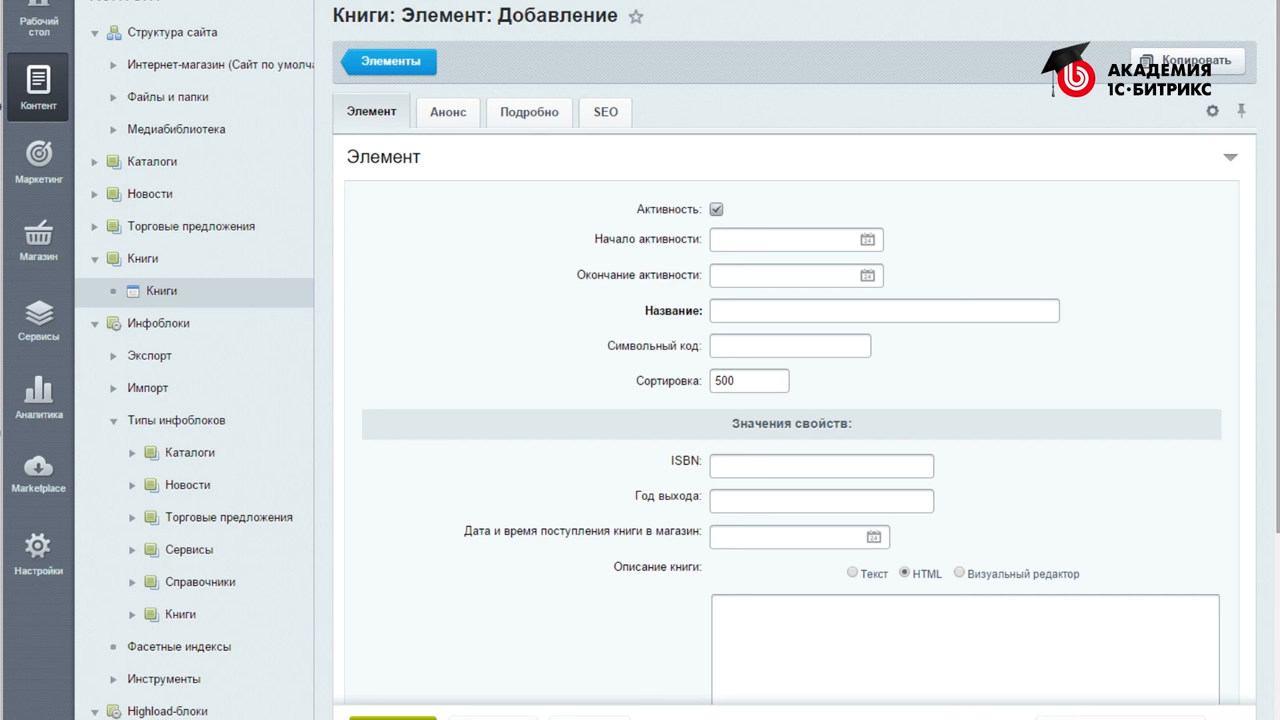 Рабочий
стол
Контент
Маркетинг
Магазин
Сервисы
Аналитика
Marketplace
Настройки
Структура сайта
Интернет-магазин (Сайт по умолча
Файлы и папки
Медиабиблиотека
Каталоги
Новости
Торговые предложения
Книги
Книги
Инфоблоки
Экспорт
Импорт
Типы инфоблоков
Каталоги
Новости
Торговые предложения
Сервисы
Справочники
Книги
Фасетные индексы
Инструменты
Highload-блоки
Книги: Элемент: Добавление
Элементы
Копировать
АКАДЕМИЯ
1С-БИТРИКС
Элемент Анонс Подробно SEO
Элемент
Активность:
Начало активности:
Окончание активности:
Название:
Символьный код:
Сортировка: 500
Значения свойств:
ISBN:
Год выхода:
Дата и время поступления книги в магазин:
Описание книги: Текст HTML Визуальный редактор